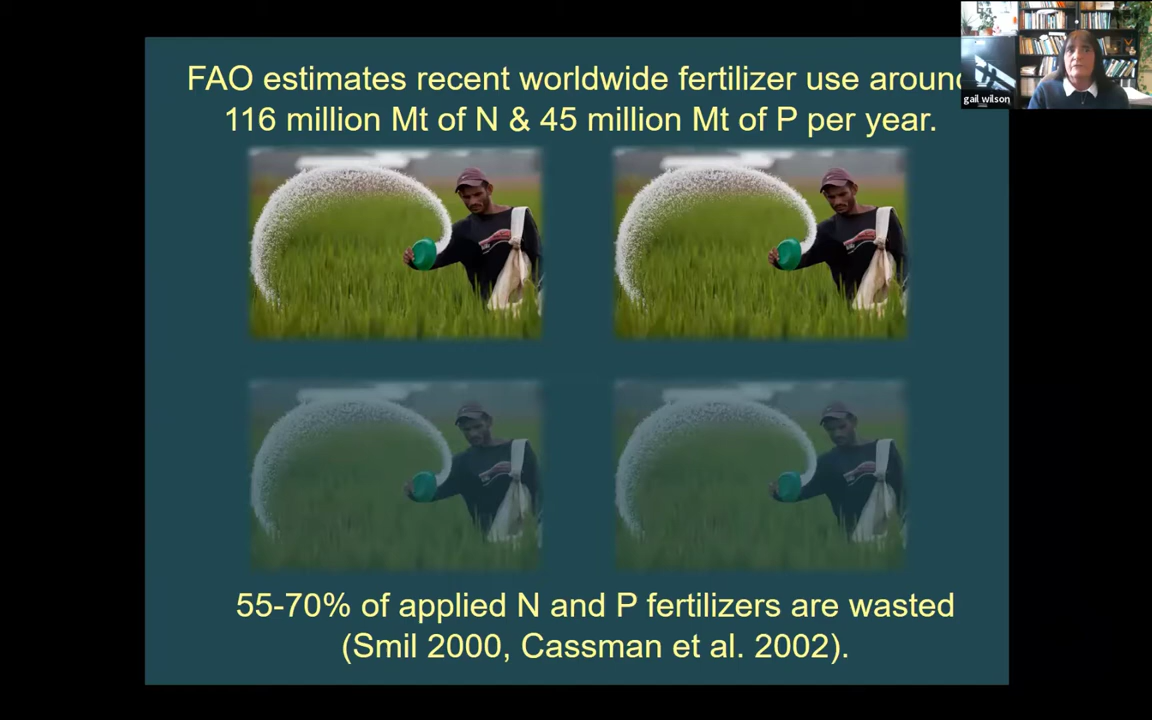 FAO estimates recent worldwide fertilizer use around
116 million Mt of N & 45 million Mt of P per year.
gail wilson
55-70% of applied N and P fertilizers are wasted
(Smil 2000, Cassman et al. 2002).